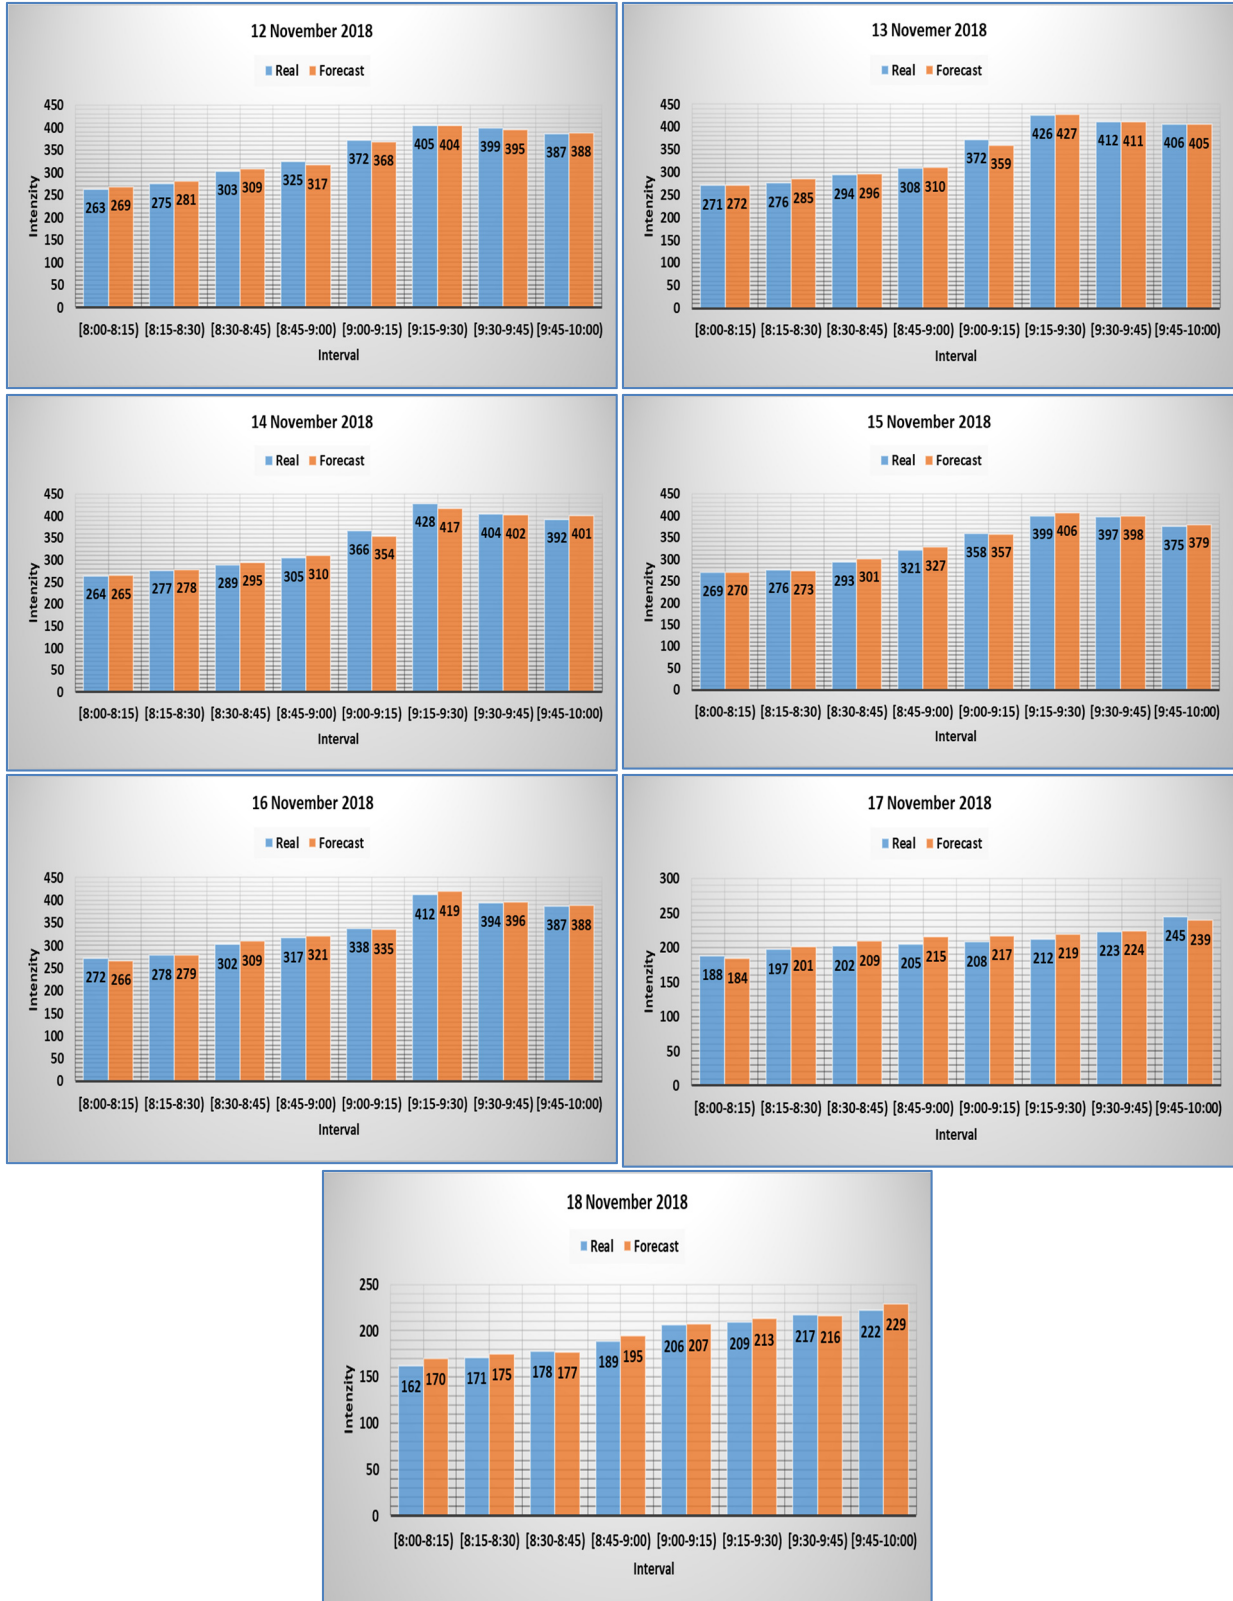 12 November 2018
Real Forecast
450
400
350
300
250
200
150
100
50
0
Intenzity
263 269 275 281 303 309 325 317 372 368 405 404 399 395 387 388
[8:00-8:15) [8:15-8:30) [8:30-8:45) [8:45-9:00) [9:00-9:15) [9:15-9:30) [9:30-9:45) [9:45-10:00)
Interval
13 Novemer 2018
Real Forecast
450
400
350
300
250
200
150
100
50
0
Intenzity
271 272 276 285 294 296 308 310 372 359 426 427 412 411 406 405
[8:00-8:15) [8:15-8:30) [8:30-8:45) [8:45-9:00) [9:00-9:15) [9:15-9:30) [9:30-9:45) [9:45-10:00)
Interval
14 November 2018
Real Forecast
450
400
350
300
250
200
150
100
50
0
Intenzity
264 265 277 278 289 295 305 310 366 354 428 417 404 402 392 401
[8:00-8:15) [8:15-8:30) [8:30-8:45) [8:45-9:00) [9:00-9:15) [9:15-9:30) [9:30-9:45) [9:45-10:00)
Interval
15 November 2018
Real Forecast
450
400
350
300
250
200
150
100
50
0
Intenzity
269 270 276 273 293 301 321 327 358 357 399 406 397 398 375 379
[8:00-8:15) [8:15-8:30) [8:30-8:45) [8:45-9:00) [9:00-9:15) [9:15-9:30) [9:30-9:45) [9:45-10:00)
Interval
16 November 2018
Real Forecast
450
400
350
300
250
200
150
100
50
0
Intenzity
272 266 278 279 302 309 317 321 338 335 412 419 394 396 387 388
[8:00-8:15) [8:15-8:30) [8:30-8:45) [8:45-9:00) [9:00-9:15) [9:15-9:30) [9:30-9:45) [9:45-10:00)
Interval
17 November 2018
Real Forecast
300
250
200
150
100
50
0
Intenzity
188 184 197 201 202 209 205 215 208 217 212 219 223 224 245 239
[8:00-8:15) [8:15-8:30) [8:30-8:45) [8:45-9:00) [9:00-9:15) [9:15-9:30) [9:30-9:45) [9:45-10:00)
Interval
18 November 2018
Real Forecast
250
200
150
100
50
0
Intenzity
162 170 171 175 178 177 189 195 206 207 209 213 217 216 222 229
[8:00-8:15) [8:15-8:30) [8:30-8:45) [8:45-9:00) [9:00-9:15) [9:15-9:30) [9:30-9:45) [9:45-10:00)
Interval